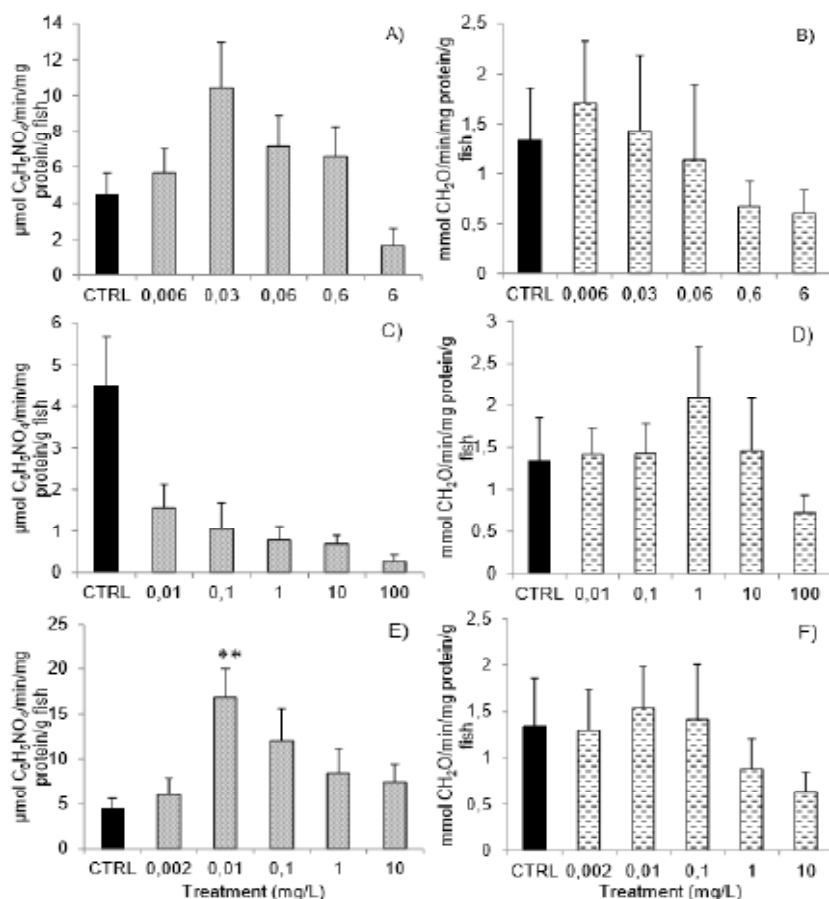 A)
µmol C₆H₅NO₄/min/mg
protein/g fish
14
12
10
8
6
4
2
0
CTRL 0,006 0,03 0,06 0,6 6
B)
mmol CH₂O/min/mg protein/g
fish
2,5
2
1,5
1
0,5
0
CTRL 0,006 0,03 0,06 0,6 6
C)
µmol C₆H₅NO₄/min/mg
protein/g fish
6
5
4
3
2
1
0
CTRL 0,01 0,1 1 10 100
D)
mmol CH₂O/min/mg protein/g
fish
3
2,5
2
1,5
1
0,5
0
CTRL 0,01 0,1 1 10 100
E)
µmol C₆H₅NO₄/min/mg
protein/g fish
25
20
15
10
5
0
**
CTRL 0,002 0,01 0,1 1 10
Treatment (mg/L)
F)
mmol CH₂O/min/mg protein/g
fish
2,5
2
1,5
1
0,5
0
CTRL 0,002 0,01 0,1 1 10
Treatment (mg/L)